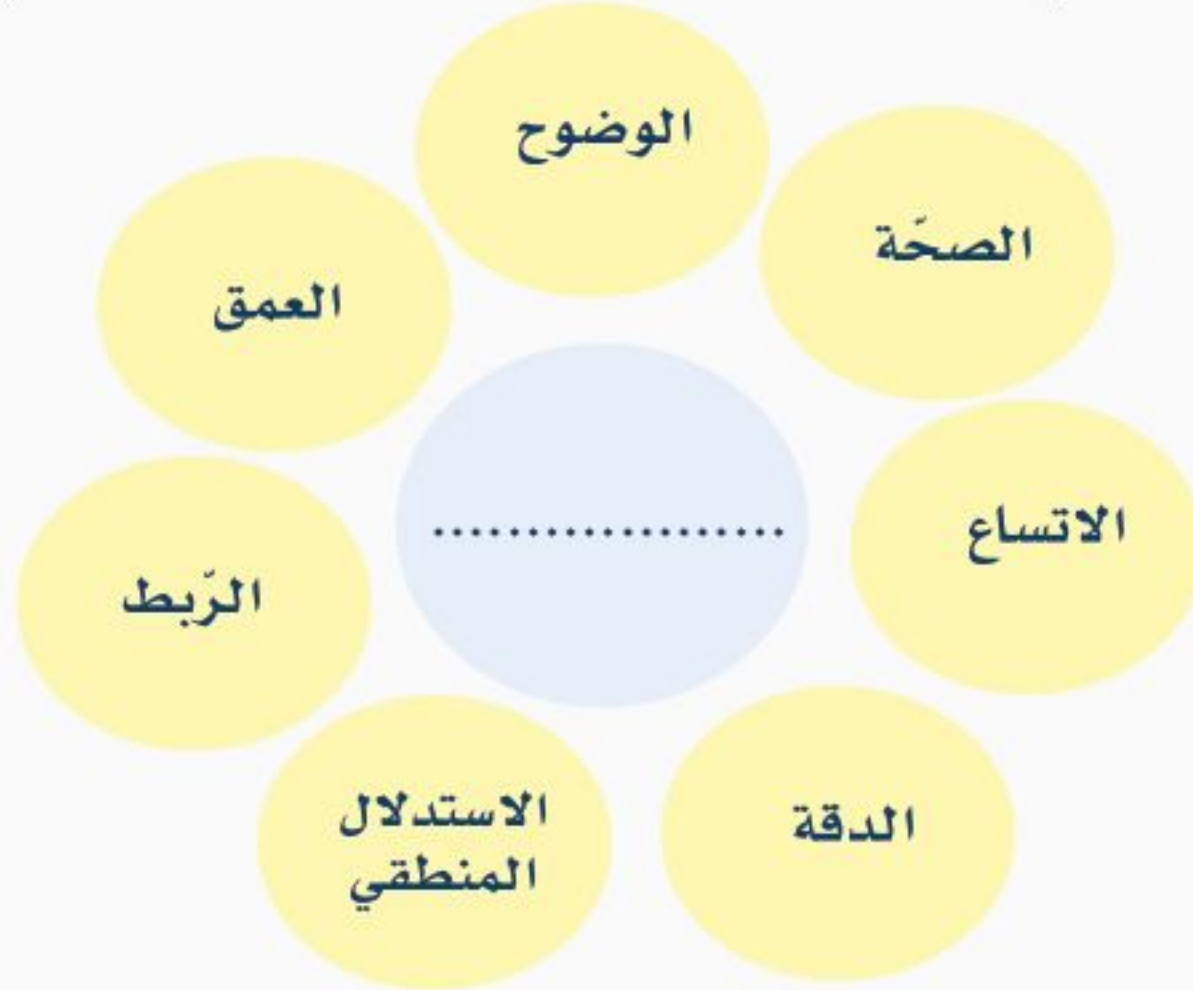 الوضوح
الصحّة
العمق
الاتساع
...................
الرّبط
الاستدلال
المنطقي
الدقة